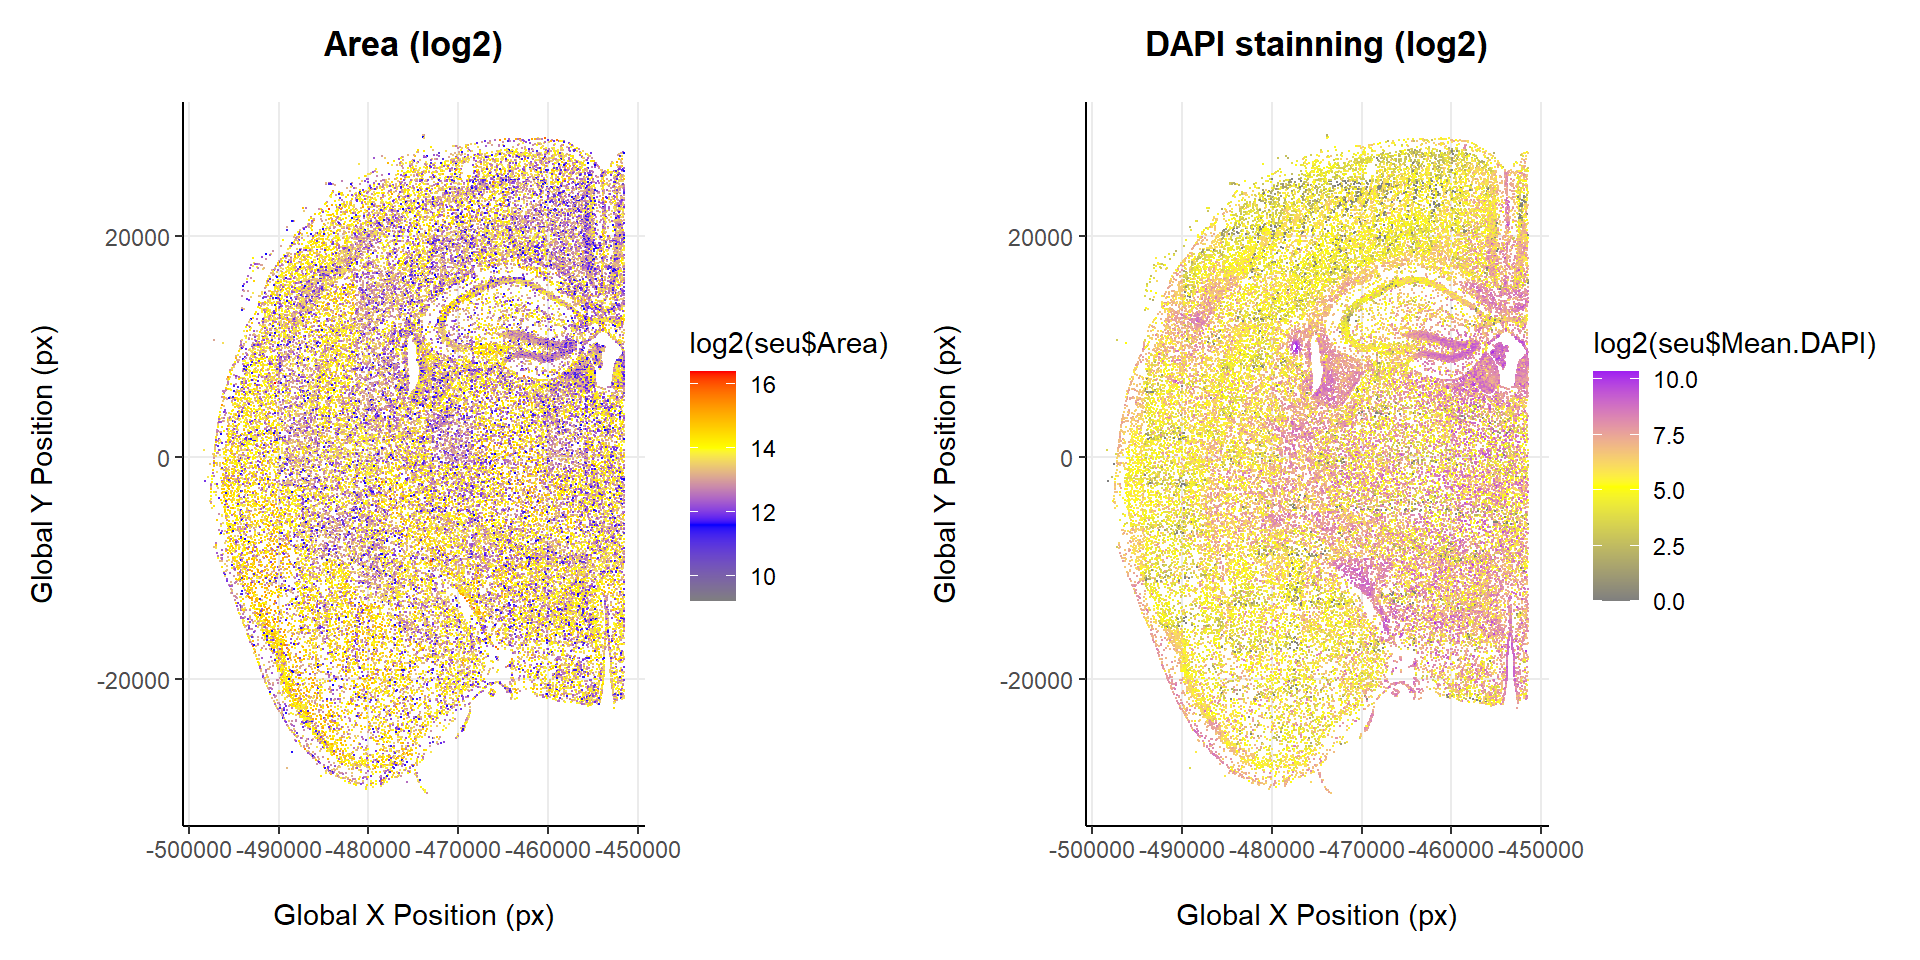 Area (log2)
Global Y Position (px)
20000
0
-20000
-500000 -490000 -480000 -470000 -460000 -450000
Global X Position (px)
log2(seu$Area)
16
14
12
10
DAPI stainning (log2)
Global Y Position (px)
20000
0
-20000
-500000 -490000 -480000 -470000 -460000 -450000
Global X Position (px)
log2(seu$Mean.DAPI)
10.0
7.5
5.0
2.5
0.0